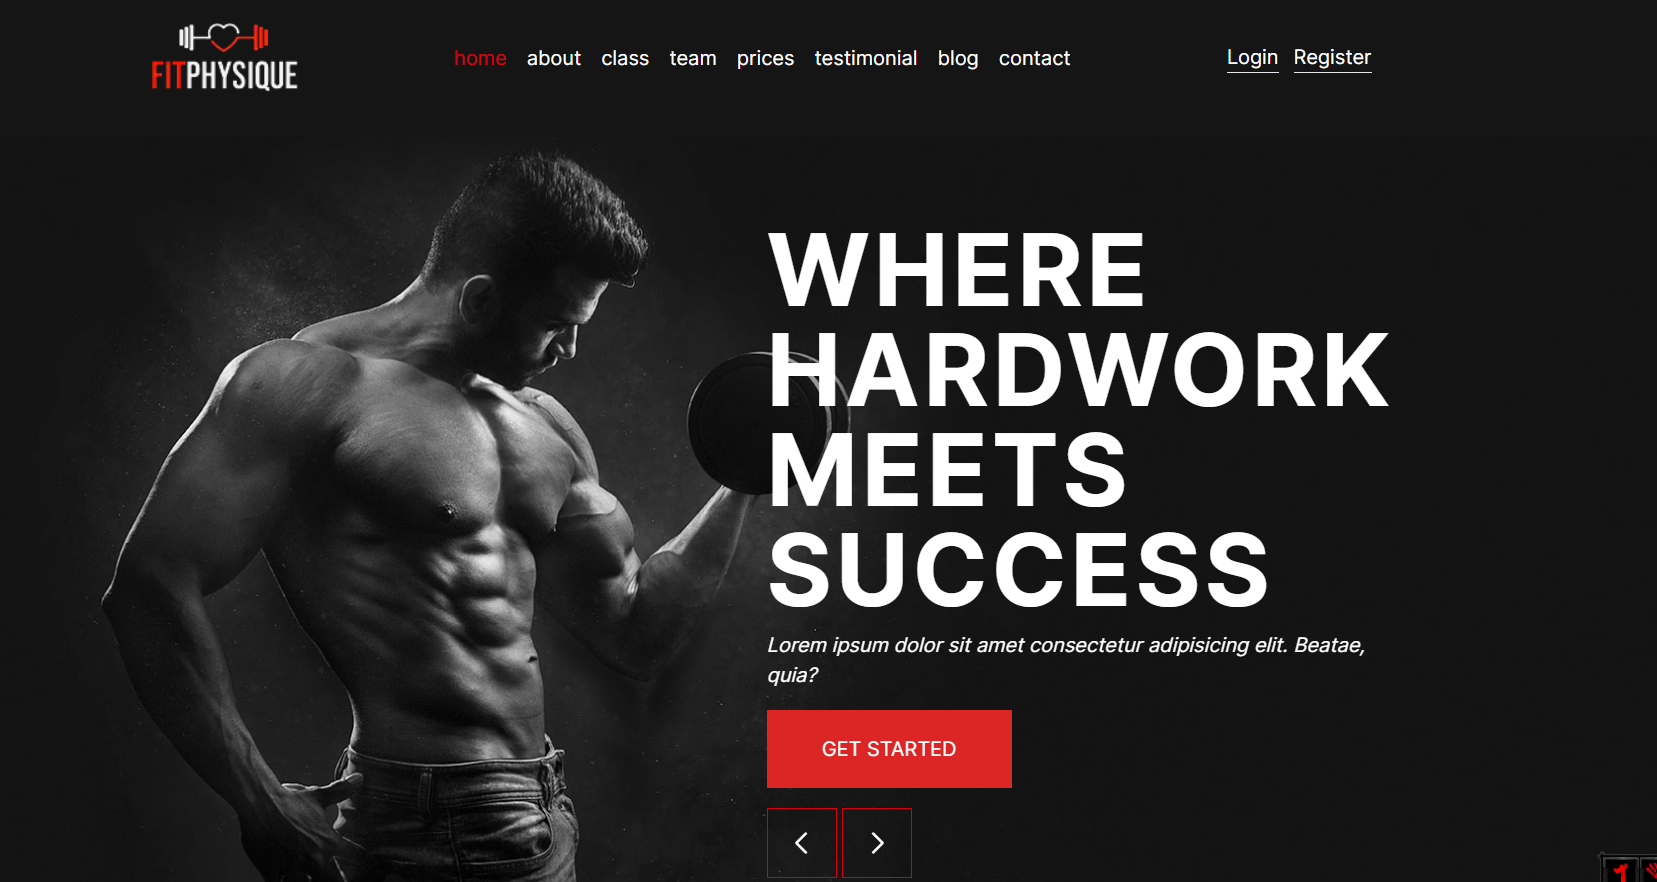 FITPHYSIQUE
home about class team prices testimonial blog contact
Login Register
WHERE
HARDWORK
MEETS
SUCCESS
Lorem ipsum dolor sit amet consectetur adipisicing elit. Beatae,
quia?
GET STARTED